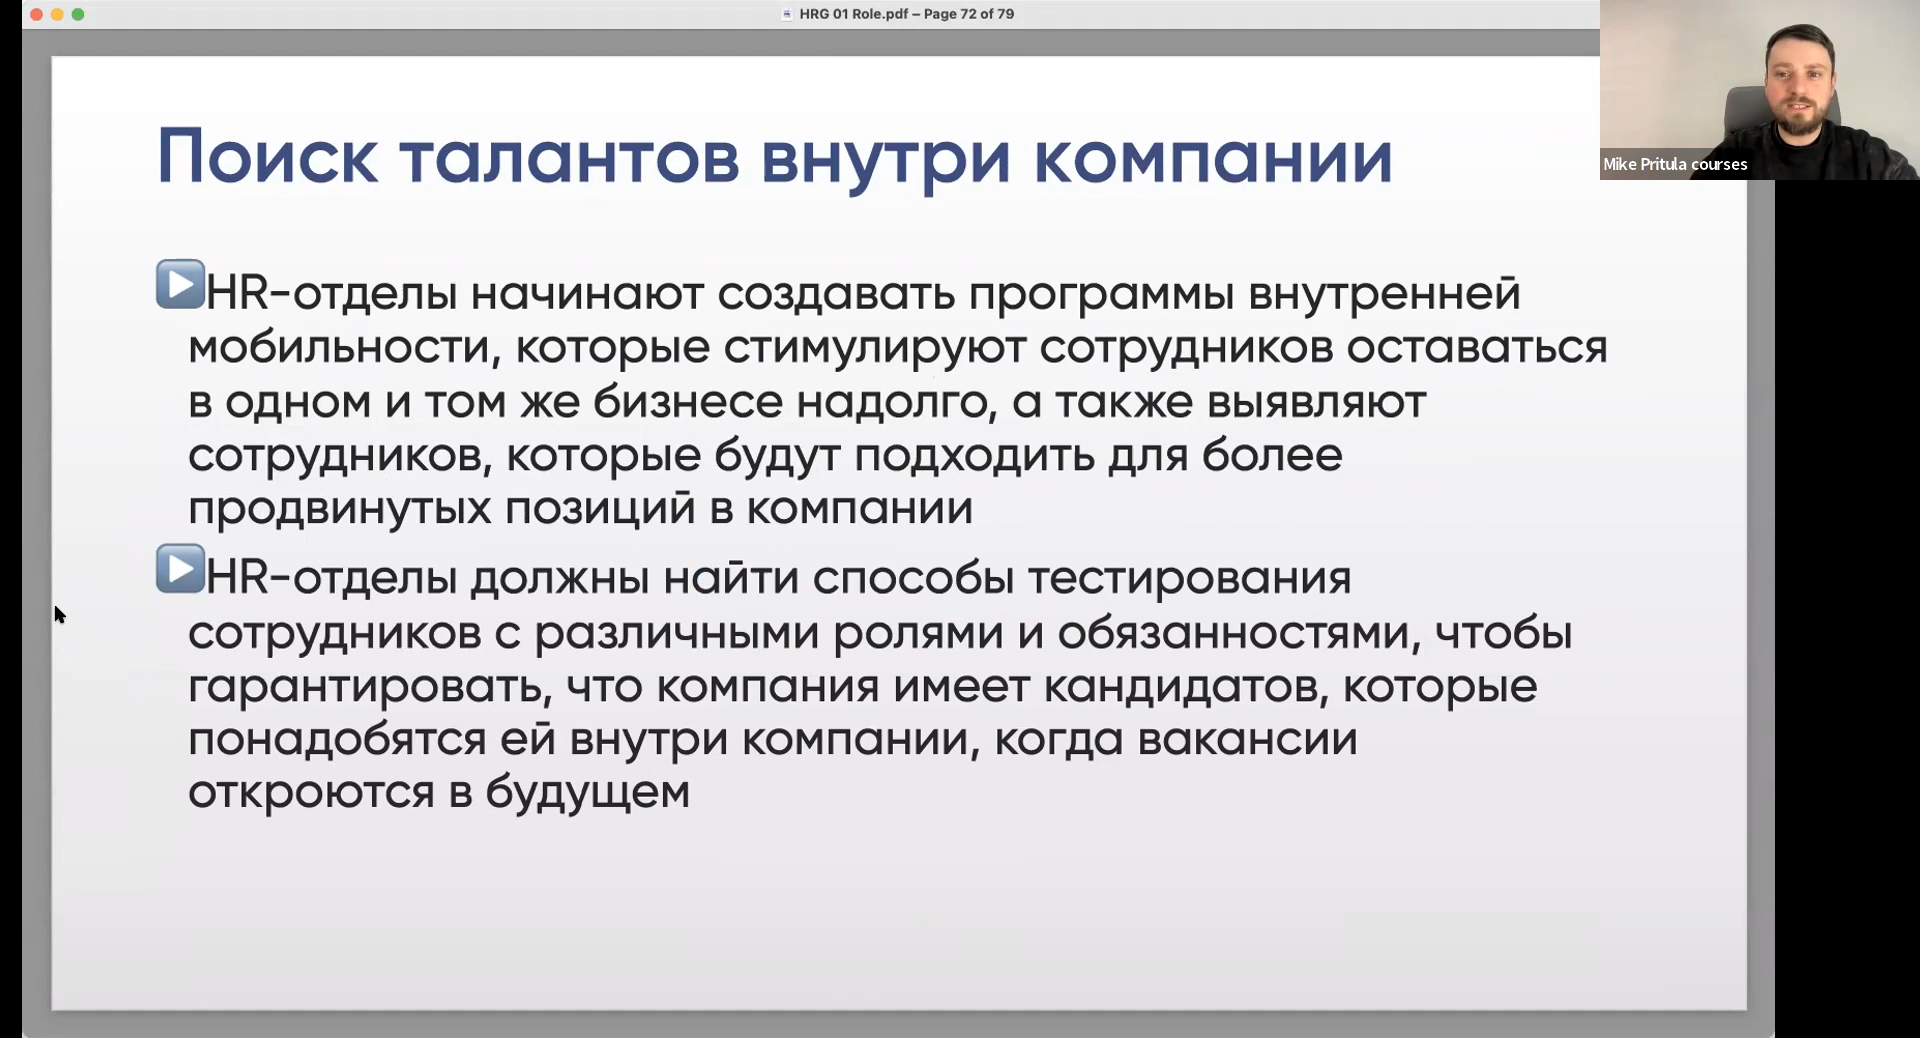 HRG 01 Role.pdf – Page 72 of 79
Mike Pritula courses
Поиск талантов внутри компании
HR-отделы начинают создавать программы внутренней
мобильности, которые стимулируют сотрудников оставаться
в одном и том же бизнесе надолго, а также выявляют
сотрудников, которые будут подходить для более
продвинутых позиций в компании
HR-отделы должны найти способы тестирования
сотрудников с различными ролями и обязанностями, чтобы
гарантировать, что компания имеет кандидатов, которые
понадобятся ей внутри компании, когда вакансии
откроются в будущем